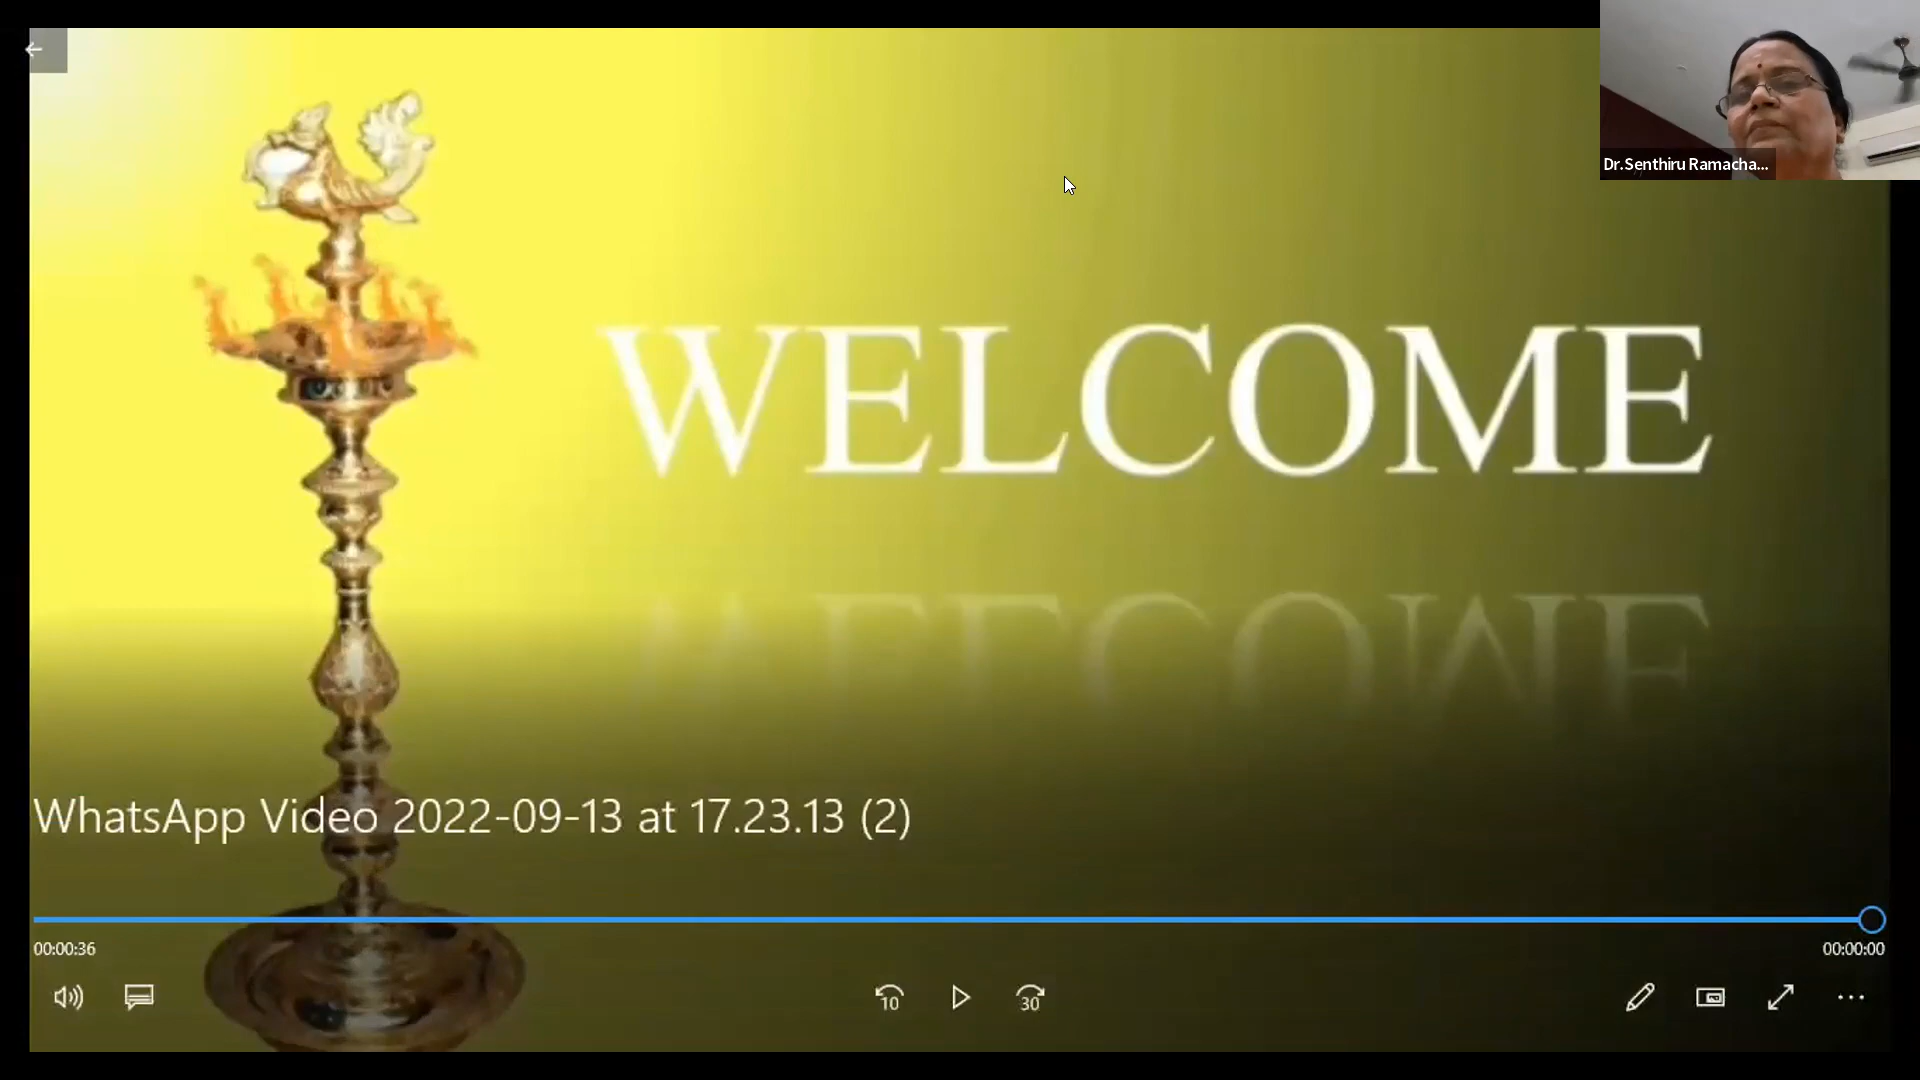 Dr.Senthiru Ramacha...
WELCOME
WhatsApp Video 2022-09-13 at 17.23.13 (2)
00:00:36
00:00:00
10
30